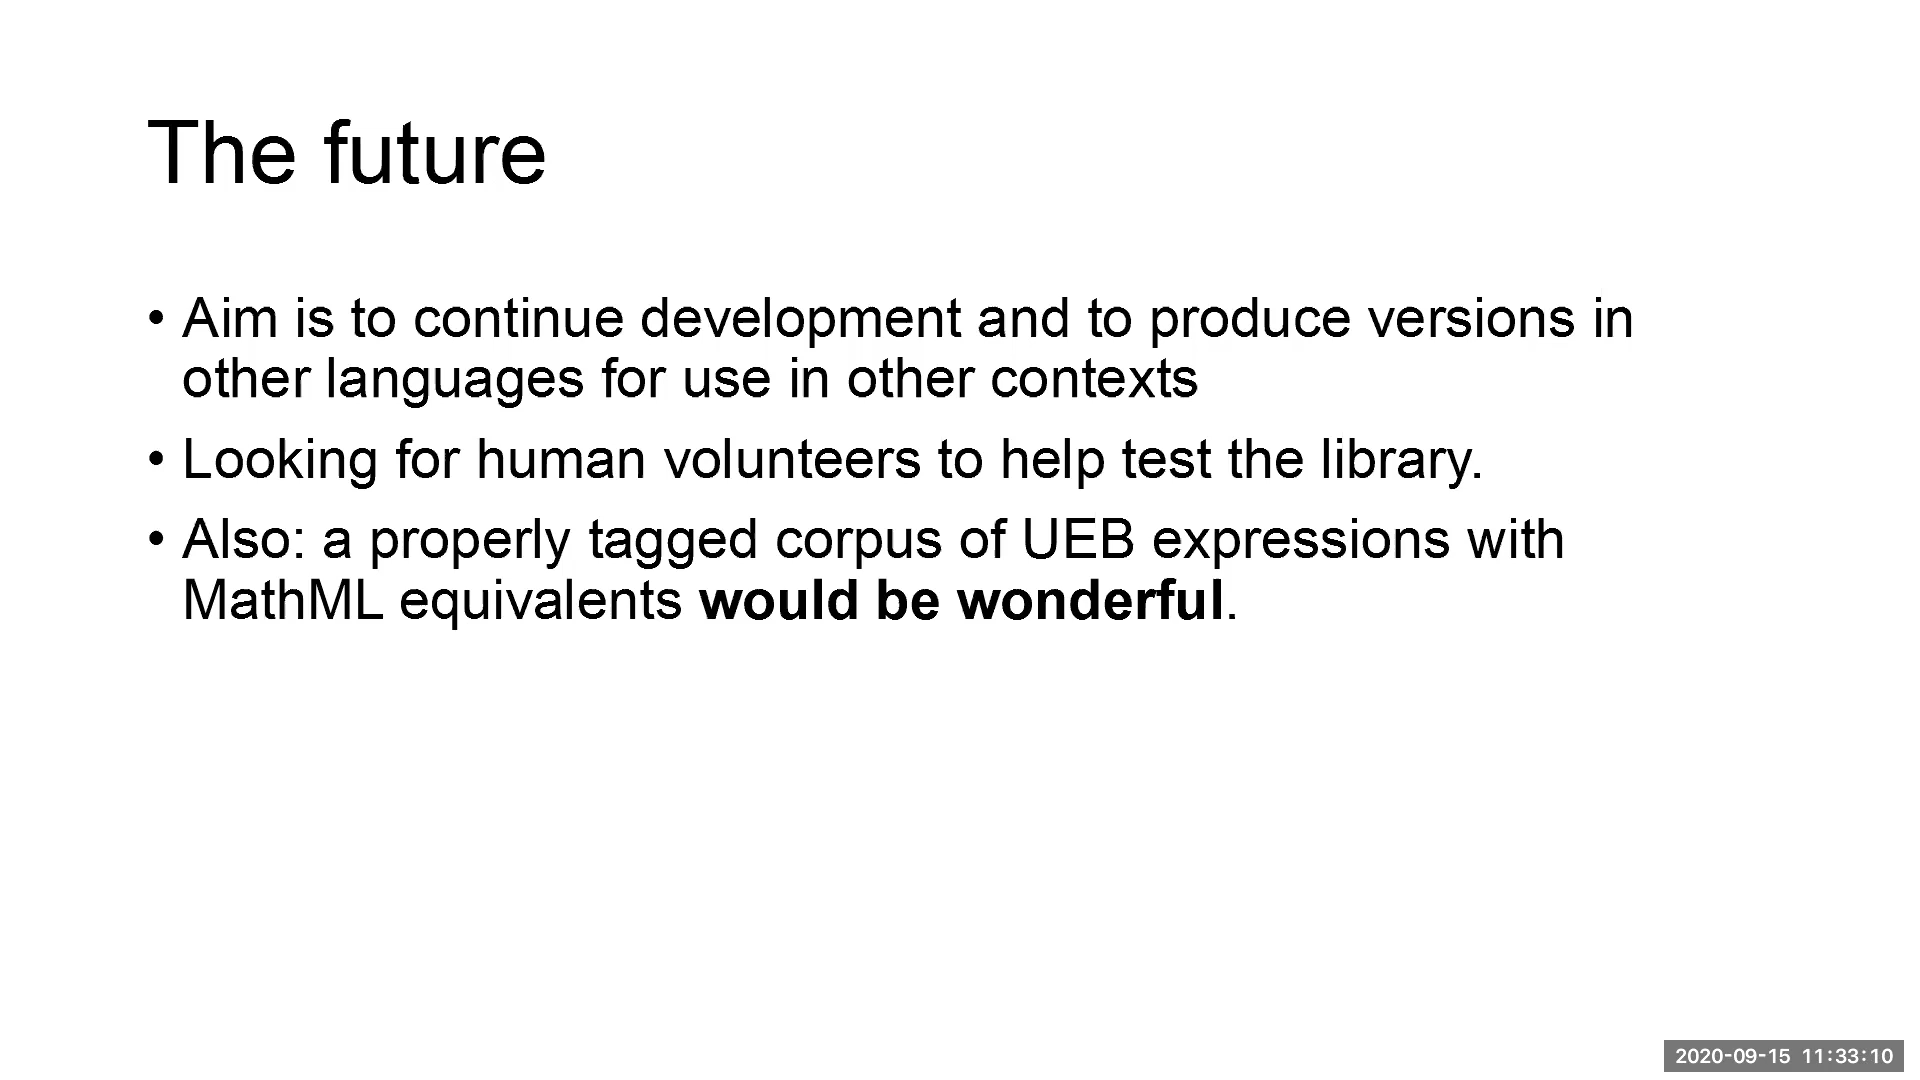 The future
• Aim is to continue development and to produce versions in
other languages for use in other contexts
• Looking for human volunteers to help test the library.
• Also: a properly tagged corpus of UEB expressions with
MathML equivalents would be wonderful.
2020-09-15 11:33:10